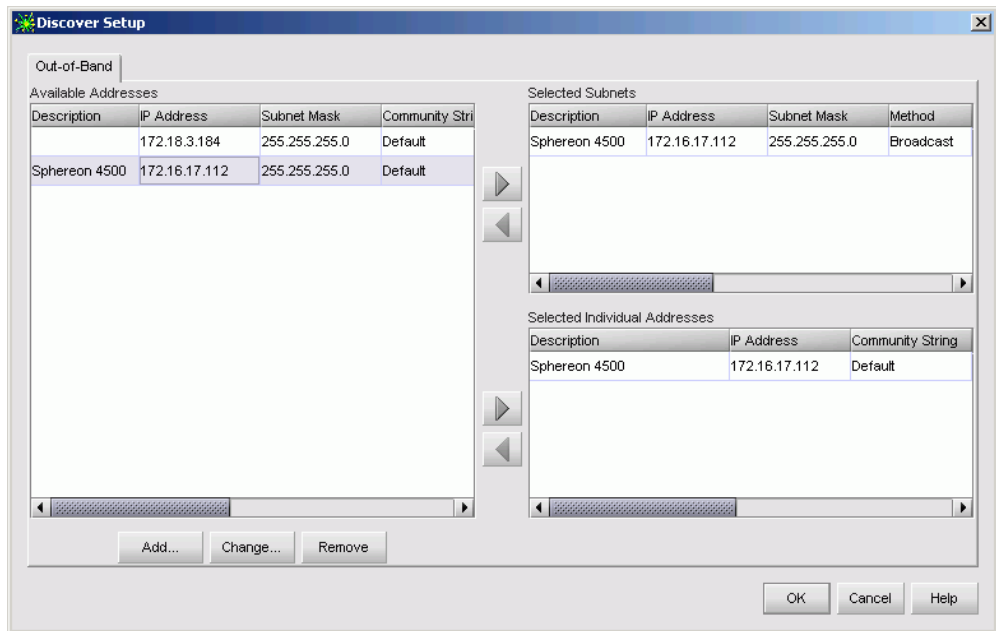 Discover Setup
Out-of-Band
Available Addresses
Description IP Address Subnet Mask Community Stri
172.18.3.184 255.255.255.0 Default
Sphereon 4500 172.16.17.112 255.255.255.0 Default
Selected Subnets
Description IP Address Subnet Mask Method
Sphereon 4500 172.16.17.112 255.255.255.0 Broadcast
Selected Individual Addresses
Description IP Address Community String
Sphereon 4500 172.16.17.112 Default
Add... Change... Remove
OK Cancel Help